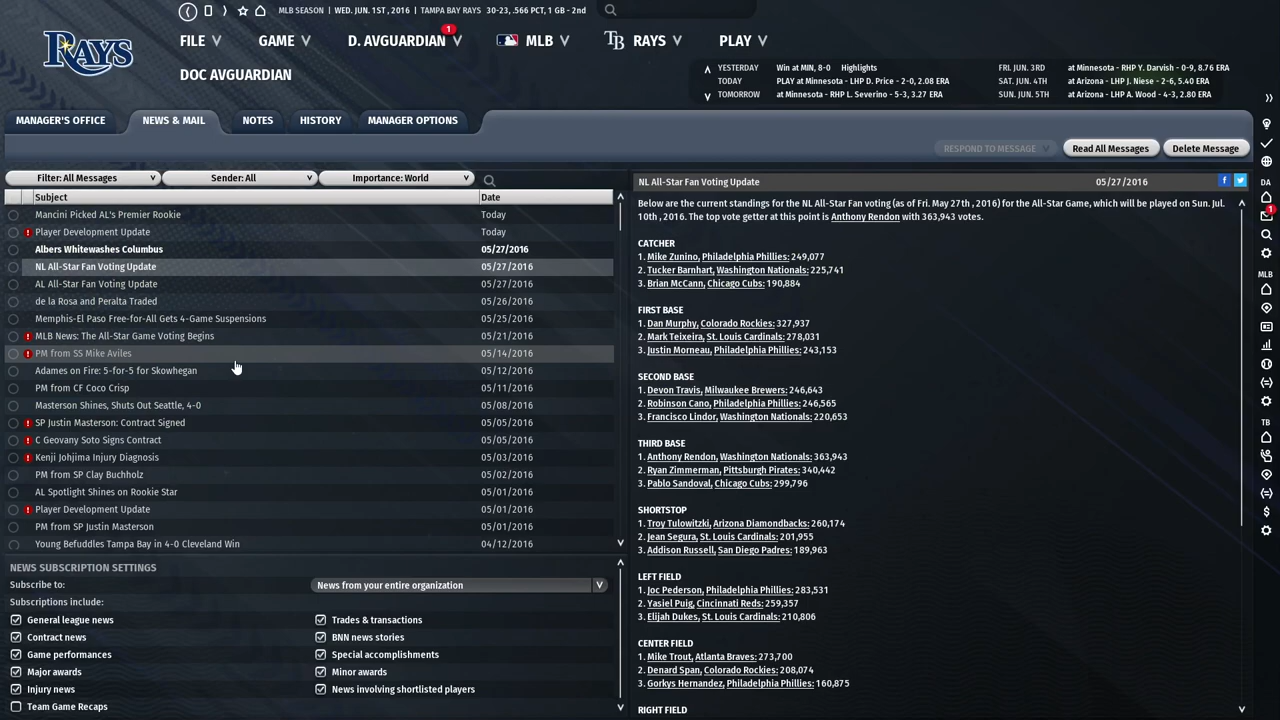 MLB SEASON | WED. JUN. 1ST , 2016 | TAMPA BAY RAYS 30-23, .566 PCT, 1 GB - 2nd
RAYS
FILE GAME D. AVGUARDIAN 1 MLB TB RAYS PLAY
DOC AVGUARDIAN
YESTERDAY Win at MIN, 8-0 Highlights FRI. JUN. 3RD at Minnesota - RHP Y. Darvish - 0-9, 8.76 ERA
TODAY PLAY at Minnesota - LHP D. Price - 2-0, 2.08 ERA SAT. JUN. 4TH at Arizona - LHP J. Niese - 2-6, 5.40 ERA
TOMORROW at Minnesota - RHP L. Severino - 5-3, 3.27 ERA SUN. JUN. 5TH at Arizona - LHP A. Wood - 4-3, 2.80 ERA
MANAGER'S OFFICE NEWS & MAIL NOTES HISTORY MANAGER OPTIONS
RESPOND TO MESSAGE Read All Messages Delete Message
Filter: All Messages Sender: All Importance: World
Subject Date
Mancini Picked AL's Premier Rookie Today
Player Development Update Today
Albers Whitewashes Columbus 05/27/2016
NL All-Star Fan Voting Update 05/27/2016
AL All-Star Fan Voting Update 05/27/2016
de la Rosa and Peralta Traded 05/26/2016
Memphis-El Paso Free-for-All Gets 4-Game Suspensions 05/25/2016
MLB News: The All-Star Game Voting Begins 05/21/2016
PM from SS Mike Aviles 05/14/2016
Adames on Fire: 5-for-5 for Skowhegan 05/12/2016
PM from CF Coco Crisp 05/11/2016
Masterson Shines, Shuts Out Seattle, 4-0 05/08/2016
SP Justin Masterson: Contract Signed 05/05/2016
C Geovany Soto Signs Contract 05/05/2016
Kenji Johjima Injury Diagnosis 05/03/2016
PM from SP Clay Buchholz 05/02/2016
AL Spotlight Shines on Rookie Star 05/01/2016
Player Development Update 05/01/2016
PM from SP Justin Masterson 05/01/2016
Young Befuddles Tampa Bay in 4-0 Cleveland Win 04/12/2016
NEWS SUBSCRIPTION SETTINGS
Subscribe to: News from your entire organization
Subscriptions include:
General league news Trades & transactions
Contract news BNN news stories
Game performances Special accomplishments
Major awards Minor awards
Injury news News involving shortlisted players
Team Game Recaps
NL All-Star Fan Voting Update 05/27/2016
Below are the current standings for the NL All-Star Fan voting (as of Fri. May 27th , 2016) for the All-Star Game, which will be played on Sun. Jul.
10th , 2016. The top vote getter at this point is Anthony Rendon with 363,943 votes.
CATCHER
1. Mike Zunino, Philadelphia Phillies: 249,077
2. Tucker Barnhart, Washington Nationals: 225,741
3. Brian McCann, Chicago Cubs: 190,884
FIRST BASE
1. Dan Murphy, Colorado Rockies: 327,937
2. Mark Teixeira, St. Louis Cardinals: 278,031
3. Justin Morneau, Philadelphia Phillies: 243,153
SECOND BASE
1. Devon Travis, Milwaukee Brewers: 246,643
2. Robinson Cano, Philadelphia Phillies: 246,565
3. Francisco Lindor, Washington Nationals: 220,653
THIRD BASE
1. Anthony Rendon, Washington Nationals: 363,943
2. Ryan Zimmerman, Pittsburgh Pirates: 340,442
3. Pablo Sandoval, Chicago Cubs: 299,796
SHORTSTOP
1. Troy Tulowitzki, Arizona Diamondbacks: 260,174
2. Jean Segura, St. Louis Cardinals: 201,955
3. Addison Russell, San Diego Padres: 189,963
LEFT FIELD
1. Joc Pederson, Philadelphia Phillies: 283,531
2. Yasiel Puig, Cincinnati Reds: 259,357
3. Elijah Dukes, St. Louis Cardinals: 210,806
CENTER FIELD
1. Mike Trout, Atlanta Braves: 273,700
2. Denard Span, Colorado Rockies: 208,074
3. Gorkys Hernandez, Philadelphia Phillies: 160,875
RIGHT FIELD
DA
1
MLB
TB